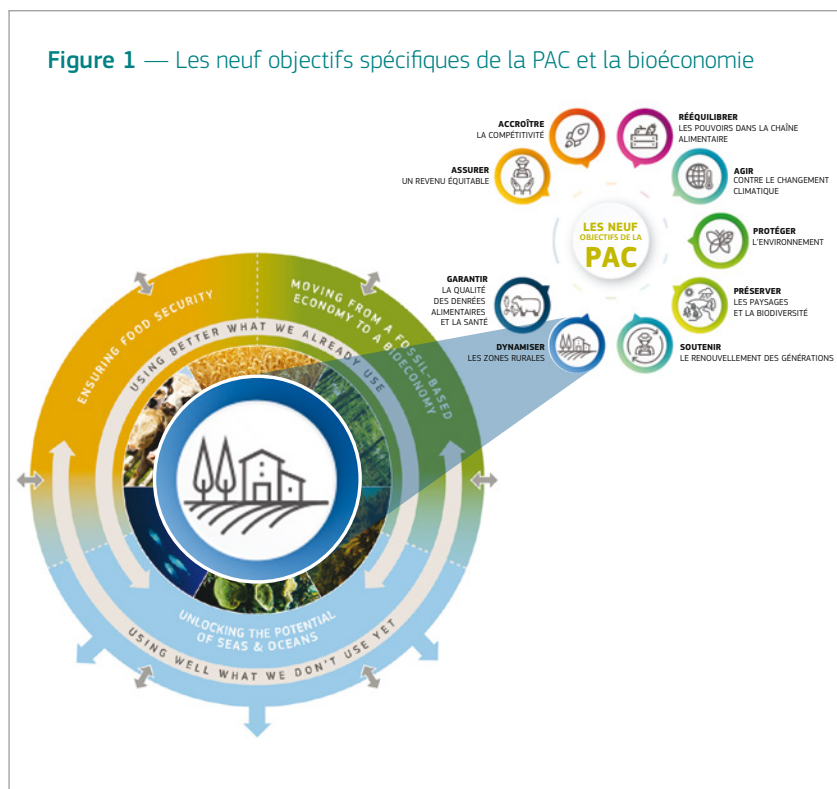 Figure 1 — Les neuf objectifs spécifiques de la PAC et la bioéconomie
ACCROÎTRE
LA COMPÉTITIVITÉ
RÉÉQUILIBRER
LES POUVOIRS DANS LA CHAÎNE
ALIMENTAIRE
ASSURER
UN REVENU ÉQUITABLE
AGIR
CONTRE LE CHANGEMENT
CLIMATIQUE
LES NEUF
OBJECTIFS DE LA
PAC
PROTÉGER
L'ENVIRONNEMENT
GARANTIR
LA QUALITÉ
DES DENRÉES
ALIMENTAIRES
ET LA SANTÉ
PRÉSERVER
LES PAYSAGES
ET LA BIODIVERSITÉ
DYNAMISER
LES ZONES RURALES
SOUTENIR
LE RENOUVELLEMENT DES GÉNÉRATIONS
ENSURING FOOD SECURITY
MOVING FROM A FOSSIL-BASED
ECONOMY TO A BIOECONOMY
USING BETTER WHAT WE ALREADY USE
UNLOCKING THE POTENTIAL
OF SEAS & OCEANS
USING WELL WHAT WE DON'T USE YET